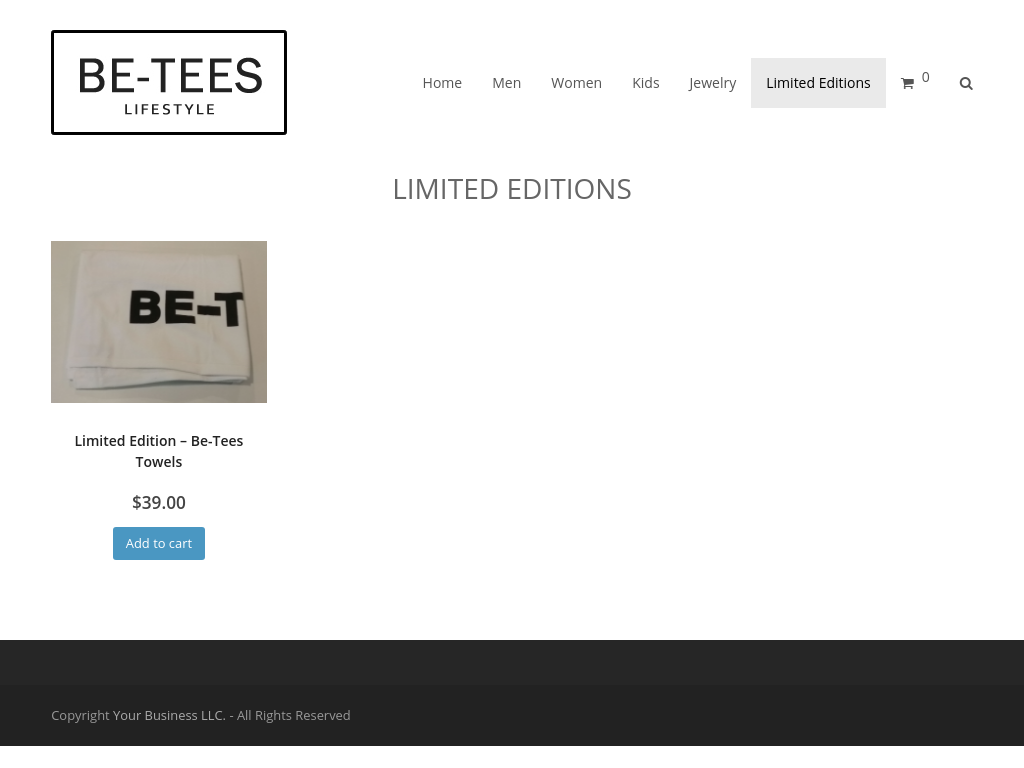 BE-TEES
LIFESTYLE
Home Men Women Kids Jewelry Limited Editions 0
LIMITED EDITIONS
BE-T
Limited Edition – Be-Tees
Towels
$39.00
Add to cart
Copyright Your Business LLC. - All Rights Reserved